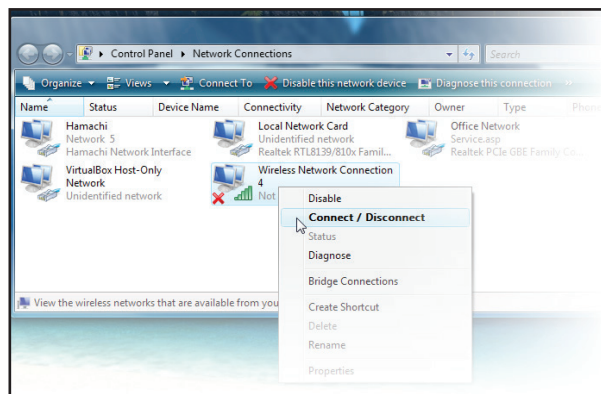 Control Panel ▸ Network Connections
Search
Organize Views Connect To Disable this network device Diagnose this connection »
Name Status Device Name Connectivity Network Category Owner Type Phone
Hamachi
Network 5
Hamachi Network Interface
Local Network Card
Unidentified network
Realtek RTL8139/810x Famil...
Office Network
Service.asp
Realtek PCIe GBE Family Co...
VirtualBox Host-Only
Network
Unidentified network
Wireless Network Connection
4
Not
Disable
Connect / Disconnect
Status
Diagnose
Bridge Connections
Create Shortcut
Delete
Rename
Properties
View the wireless networks that are available from you